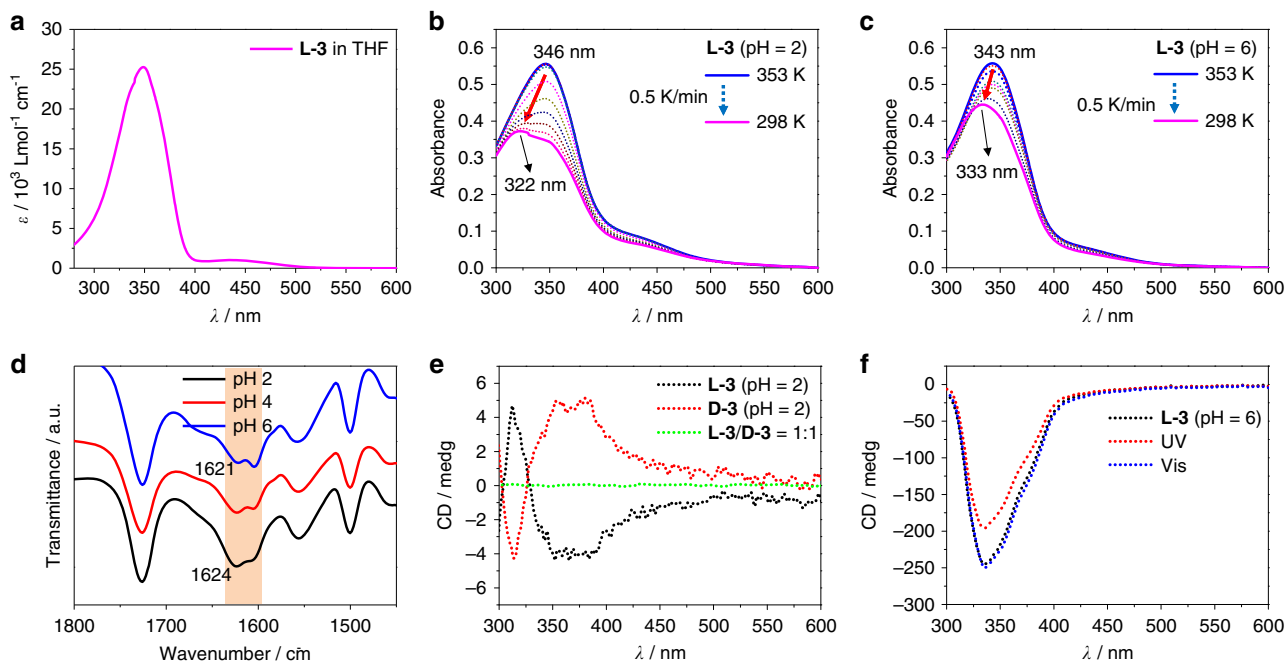 a
30
25
20
15
10
5
0
ε / 10³ Lmol⁻¹ cm⁻¹
L-3 in THF
300 350 400 450 500 550 600
λ / nm
b
0.7
0.6
0.5
0.4
0.3
0.2
0.1
0.0
Absorbance
346 nm
L-3 (pH = 2)
353 K
0.5 K/min
298 K
322 nm
300 350 400 450 500 550 600
λ / nm
c
0.7
0.6
0.5
0.4
0.3
0.2
0.1
0.0
Absorbance
343 nm
L-3 (pH = 6)
353 K
0.5 K/min
298 K
333 nm
300 350 400 450 500 550 600
λ / nm
d
Transmittance / a.u.
pH 2
pH 4
pH 6
1621
1624
1800 1700 1600 1500
Wavenumber / cm̄
e
6
4
2
0
−2
−4
−6
CD / medg
L-3 (pH = 2)
D-3 (pH = 2)
L-3/D-3 = 1:1
300 350 400 450 500 550 600
λ / nm
f
0
−50
−100
−150
−200
−250
−300
CD / medg
L-3 (pH = 6)
UV
Vis
300 350 400 450 500 550 600
λ / nm